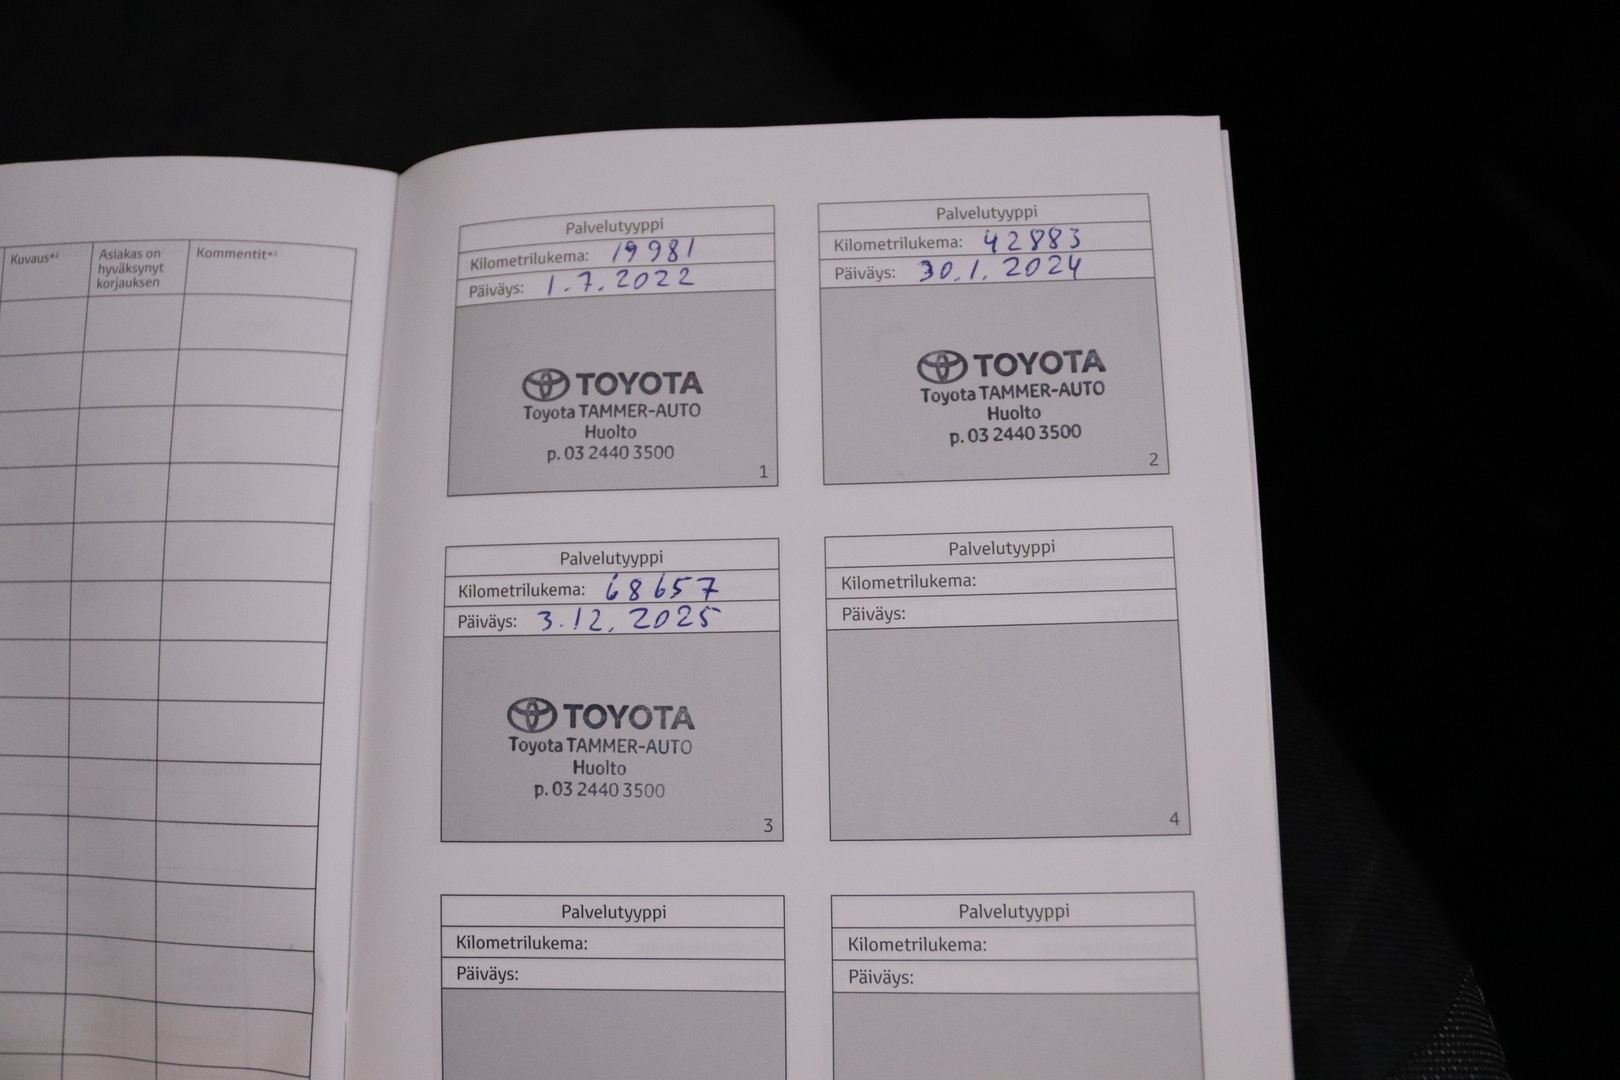 Kuvaus*²
Asiakas on
hyväksynyt
korjauksen
Kommentit*³
Palvelutyyppi
Kilometrilukema: 19981
Päiväys: 1.7.2022
TOYOTA
Toyota TAMMER-AUTO
Huolto
p. 03 2440 3500
1
Palvelutyyppi
Kilometrilukema: 42883
Päiväys: 30.1.2024
TOYOTA
Toyota TAMMER-AUTO
Huolto
p. 03 2440 3500
2
Palvelutyyppi
Kilometrilukema: 68657
Päiväys: 3.12.2025
TOYOTA
Toyota TAMMER-AUTO
Huolto
p. 03 2440 3500
3
Palvelutyyppi
Kilometrilukema:
Päiväys:
4
Palvelutyyppi
Kilometrilukema:
Päiväys:
Palvelutyyppi
Kilometrilukema:
Päiväys: